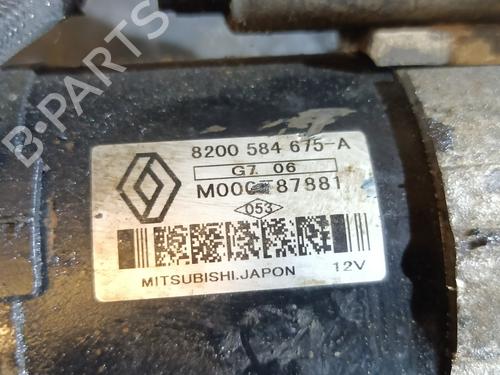 B-PARTS
8200 584 675-A
G7 06
053
MITSUBISHI.JAPON 12V